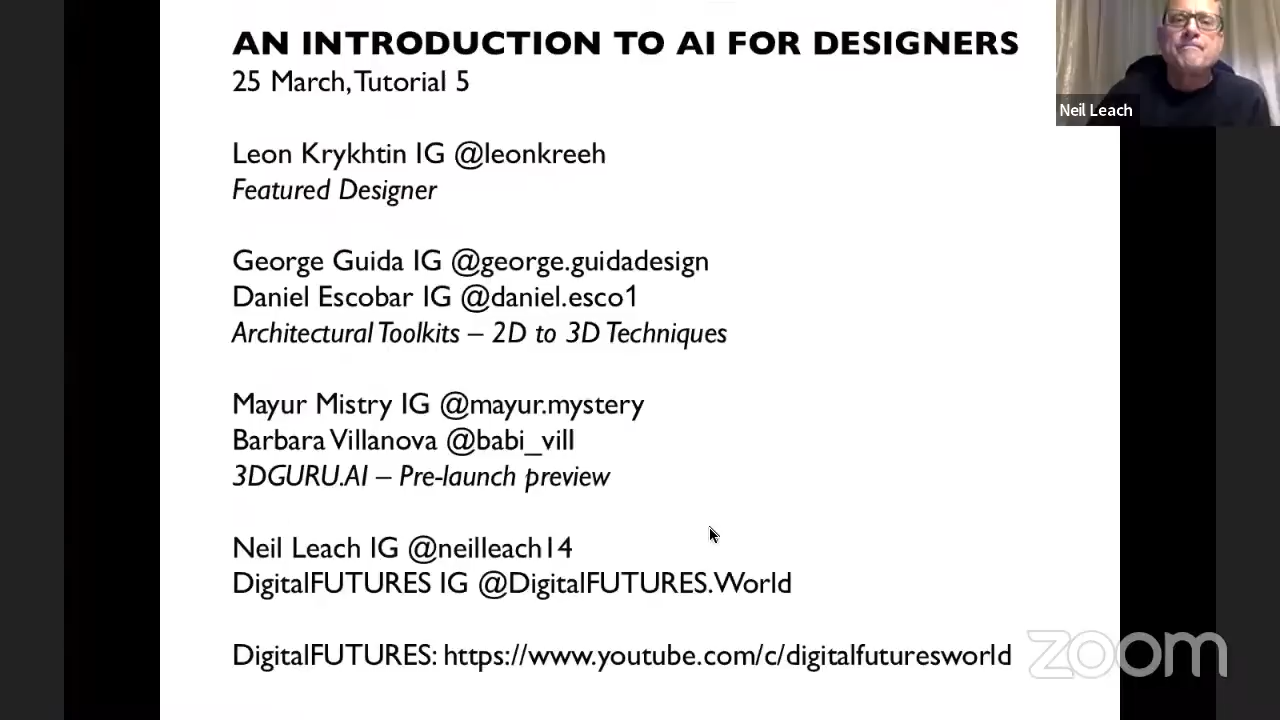 AN INTRODUCTION TO AI FOR DESIGNERS
25 March, Tutorial 5
Leon Krykhtin IG @leonkreeh
Featured Designer
George Guida IG @george.guidadesign
Daniel Escobar IG @daniel.esco1
Architectural Toolkits – 2D to 3D Techniques
Mayur Mistry IG @mayur.mystery
Barbara Villanova @babi_vill
3DGURU.AI – Pre-launch preview
Neil Leach IG @neilleach14
DigitalFUTURES IG @DigitalFUTURES.World
DigitalFUTURES: https://www.youtube.com/c/digitalfuturesworld
Neil Leach
zoom